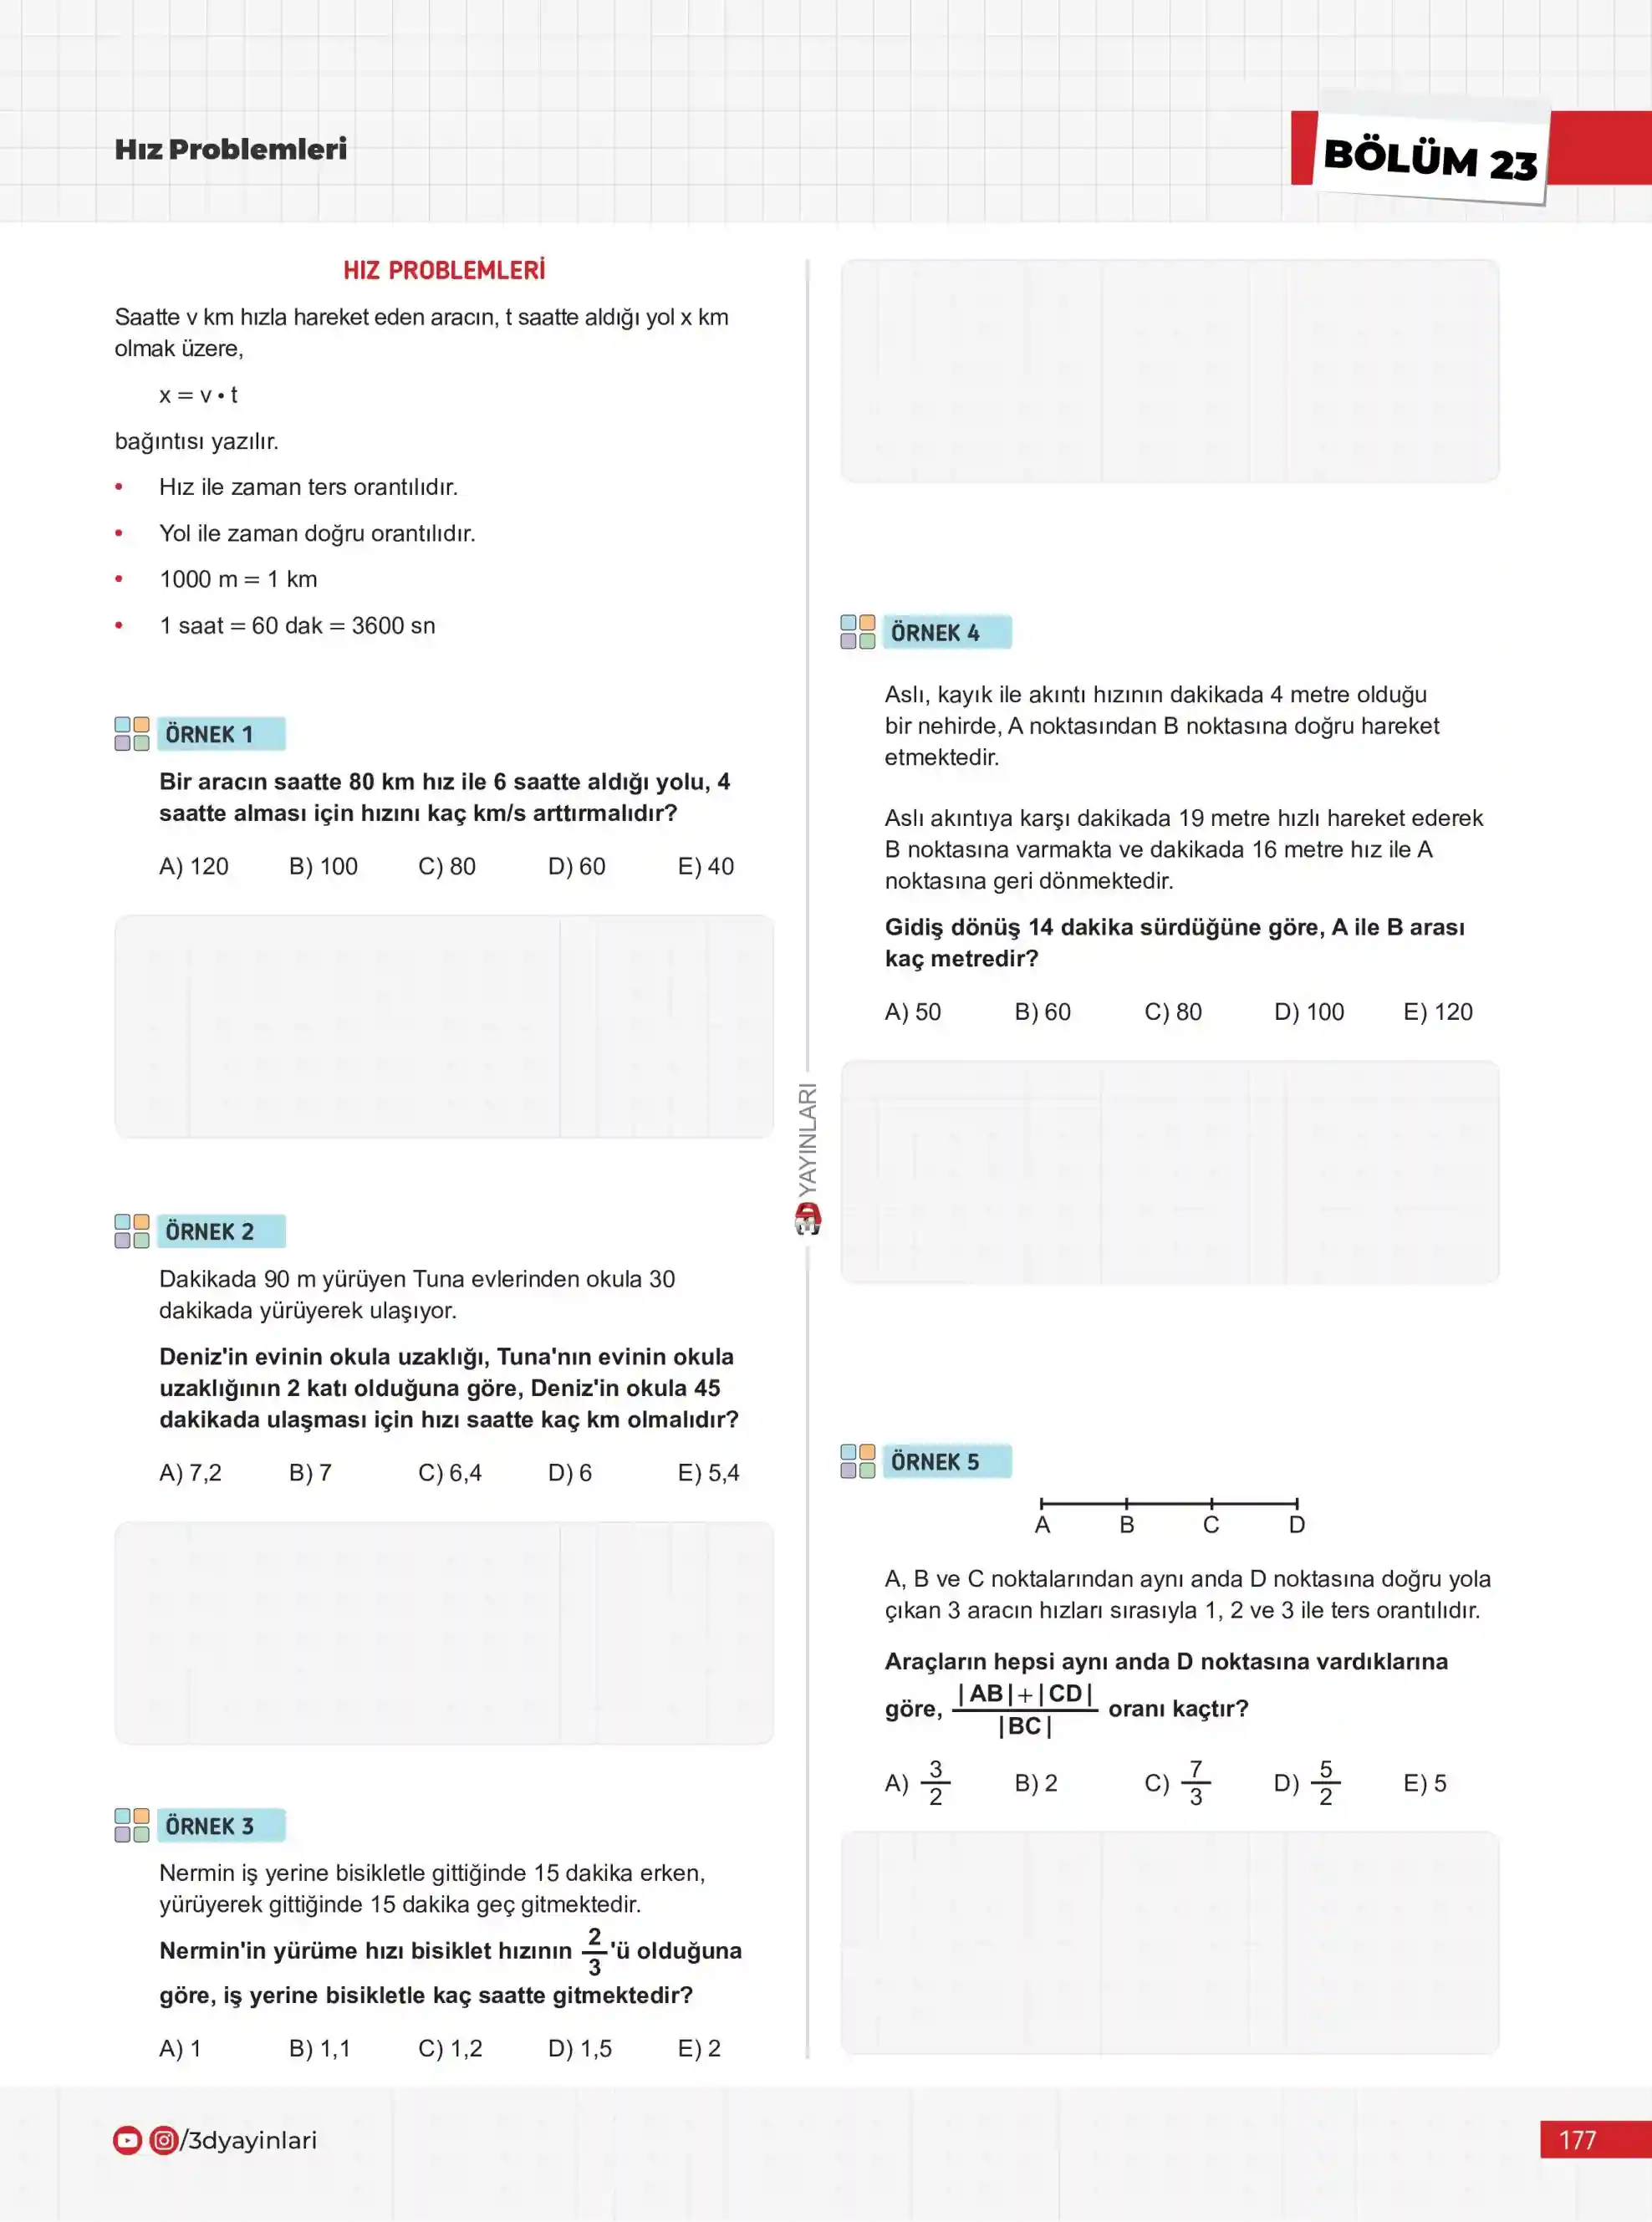 Hız Problemleri
BÖLÜM 23
HIZ PROBLEMLERİ
Saatte v km hızla hareket eden aracın, t saatte aldığı yol x km
olmak üzere,
x = v • t
bağıntısı yazılır.
• Hız ile zaman ters orantılıdır.
• Yol ile zaman doğru orantılıdır.
• 1000 m = 1 km
• 1 saat = 60 dak = 3600 sn
ÖRNEK 1
Bir aracın saatte 80 km hız ile 6 saatte aldığı yolu, 4
saatte alması için hızını kaç km/s arttırmalıdır?
A) 120 B) 100 C) 80 D) 60 E) 40
ÖRNEK 2
Dakikada 90 m yürüyen Tuna evlerinden okula 30
dakikada yürüyerek ulaşıyor.
Deniz'in evinin okula uzaklığı, Tuna'nın evinin okula
uzaklığının 2 katı olduğuna göre, Deniz'in okula 45
dakikada ulaşması için hızı saatte kaç km olmalıdır?
A) 7,2 B) 7 C) 6,4 D) 6 E) 5,4
ÖRNEK 3
Nermin iş yerine bisikletle gittiğinde 15 dakika erken,
yürüyerek gittiğinde 15 dakika geç gitmektedir.
Nermin'in yürüme hızı bisiklet hızının 2/3 'ü olduğuna
göre, iş yerine bisikletle kaç saatte gitmektedir?
A) 1 B) 1,1 C) 1,2 D) 1,5 E) 2
YAYINLARI
ÖRNEK 4
Aslı, kayık ile akıntı hızının dakikada 4 metre olduğu
bir nehirde, A noktasından B noktasına doğru hareket
etmektedir.
Aslı akıntıya karşı dakikada 19 metre hızlı hareket ederek
B noktasına varmakta ve dakikada 16 metre hız ile A
noktasına geri dönmektedir.
Gidiş dönüş 14 dakika sürdüğüne göre, A ile B arası
kaç metredir?
A) 50 B) 60 C) 80 D) 100 E) 120
ÖRNEK 5
A B C D
A, B ve C noktalarından aynı anda D noktasına doğru yola
çıkan 3 aracın hızları sırasıyla 1, 2 ve 3 ile ters orantılıdır.
Araçların hepsi aynı anda D noktasına vardıklarına
göre, |AB|+|CD| / |BC| oranı kaçtır?
A) 3/2 B) 2 C) 7/3 D) 5/2 E) 5
/3dyayinlari
177